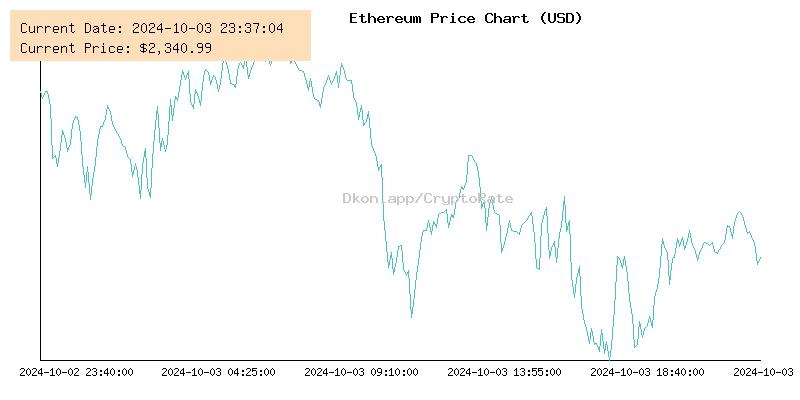 Ethereum Price Chart (USD)
Current Date: 2024-10-03 23:37:04
Current Price: $2,340.99
Dkon.app/CryptoRate
2024-10-02 23:40:00 2024-10-03 04:25:00 2024-10-03 09:10:00 2024-10-03 13:55:00 2024-10-03 18:40:00 2024-10-03